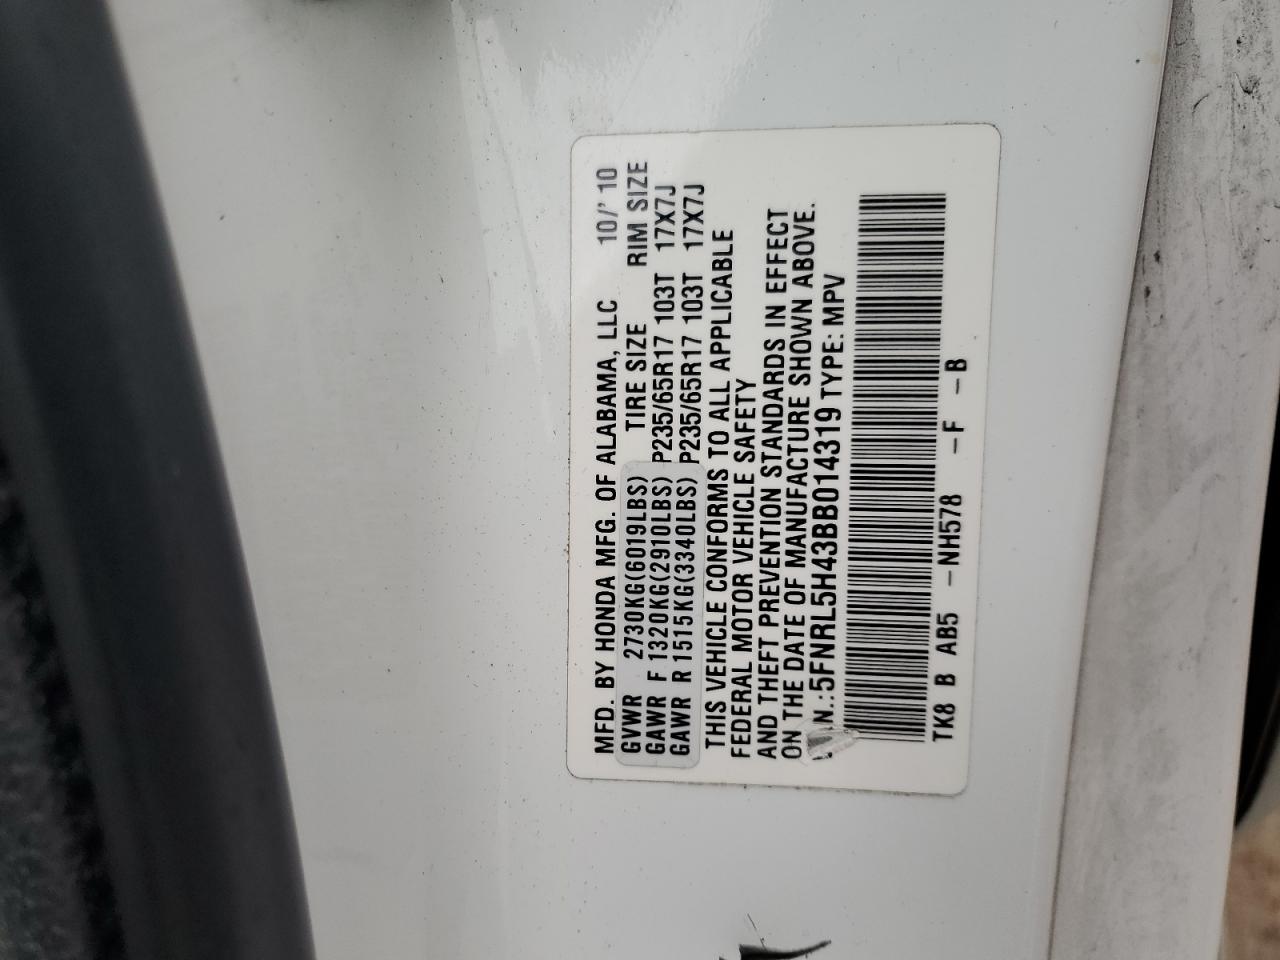 MFD. BY HONDA MFG. OF ALABAMA, LLC 10/'10
GVWR 2730KG(6019LBS) TIRE SIZE RIM SIZE
GAWR F 1320KG(2910LBS) P235/65R17 103T 17X7J
GAWR R 1515KG(3340LBS) P235/65R17 103T 17X7J
THIS VEHICLE CONFORMS TO ALL APPLICABLE
FEDERAL MOTOR VEHICLE SAFETY
AND THEFT PREVENTION STANDARDS IN EFFECT
ON THE DATE OF MANUFACTURE SHOWN ABOVE.
V.I.N.:5FNRL5H43BB014319 TYPE: MPV
TK8 B AB5 -NH578 -F -B